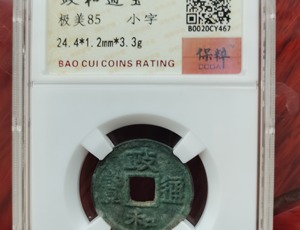 政和通宝
极美85 小字
24.4*1.2mm*3.3g
BAO CUI COINS RATING
B0020CY467
保粹
CCGA
政
通
和